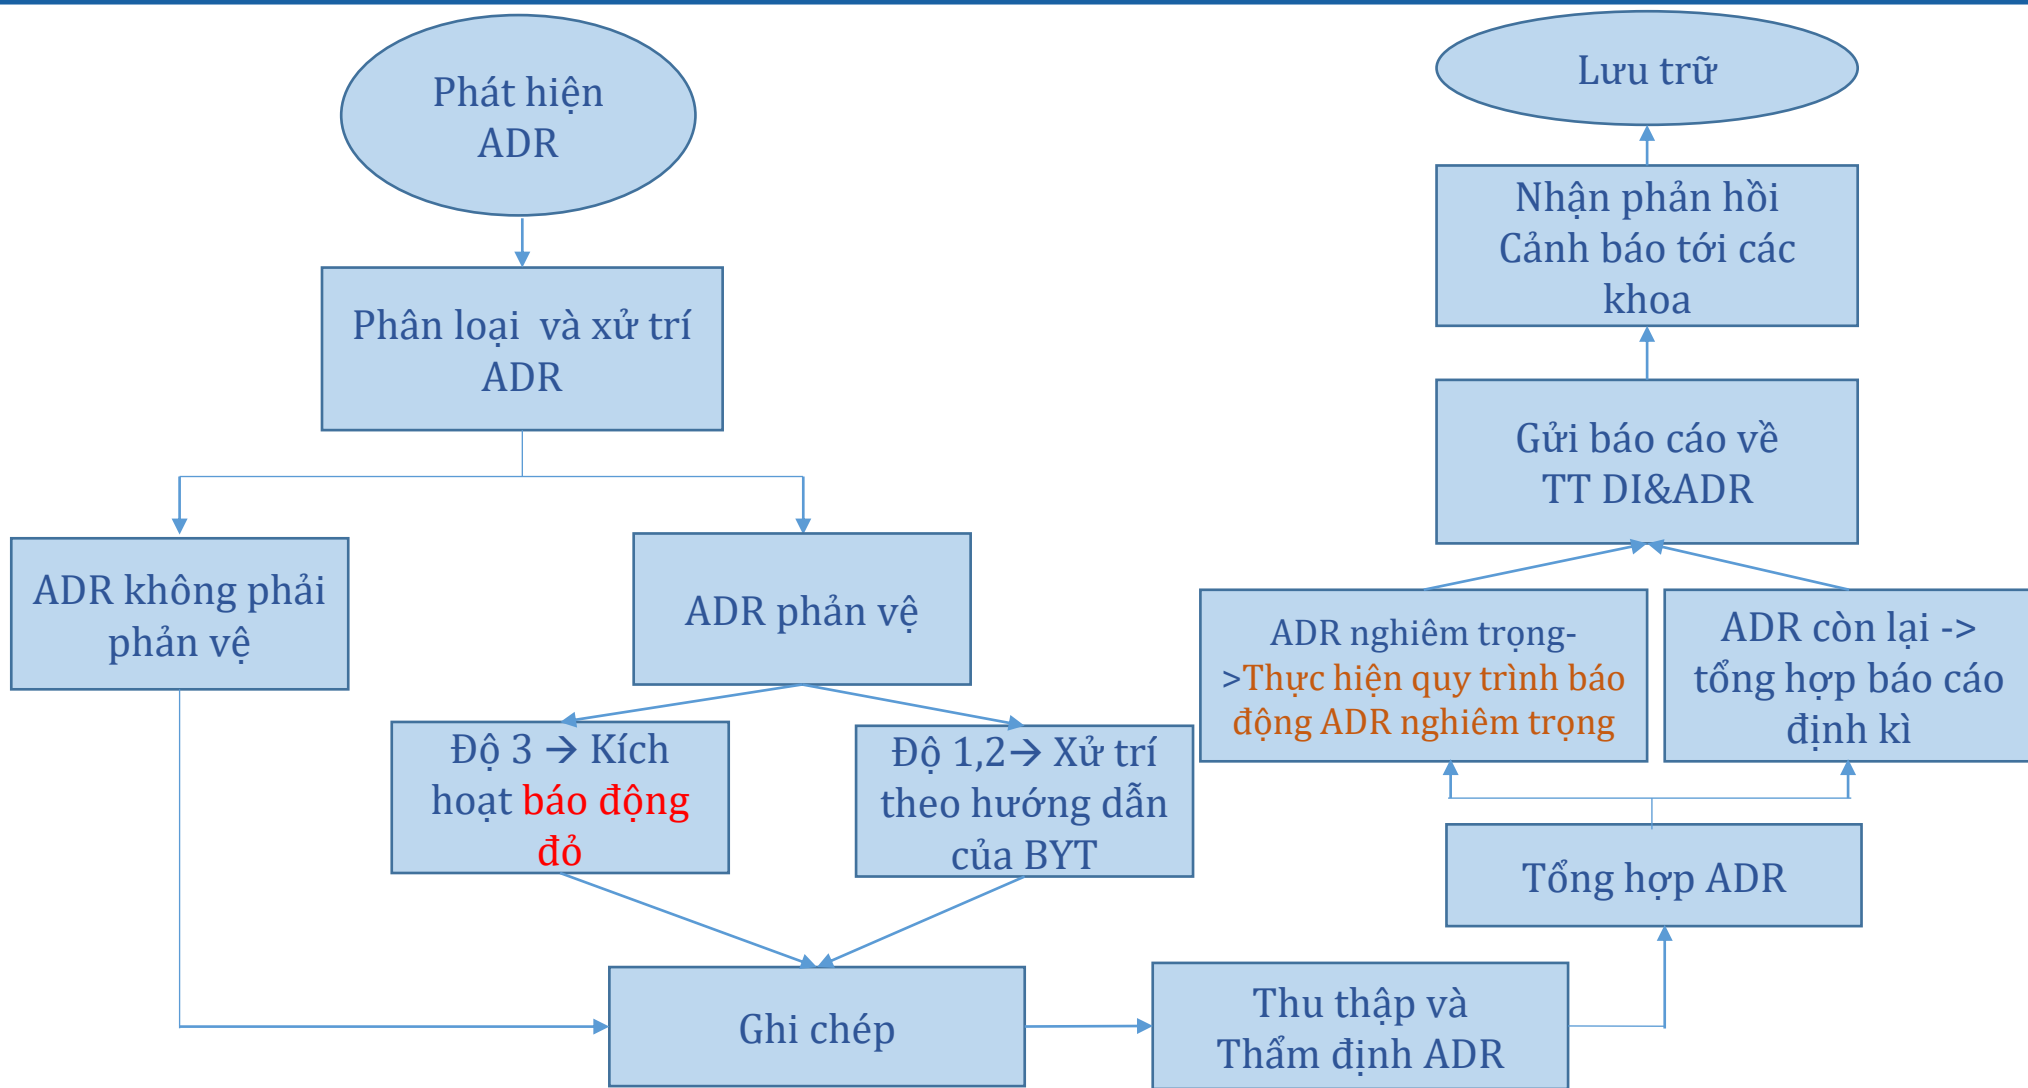 Phát hiện
ADR
Phân loại  và xử trí
ADR
ADR không phải
phản vệ
ADR phản vệ
Độ 3 → Kích
hoạt báo động
đỏ
Độ 1,2→ Xử trí
theo hướng dẫn
của BYT
Ghi chép
Thu thập và
Thẩm định ADR
Tổng hợp ADR
ADR nghiêm trọng-
>Thực hiện quy trình báo
động ADR nghiêm trọng
ADR còn lại ->
tổng hợp báo cáo
định kì
Gửi báo cáo về
TT DI&ADR
Nhận phản hồi
Cảnh báo tới các
khoa
Lưu trữ